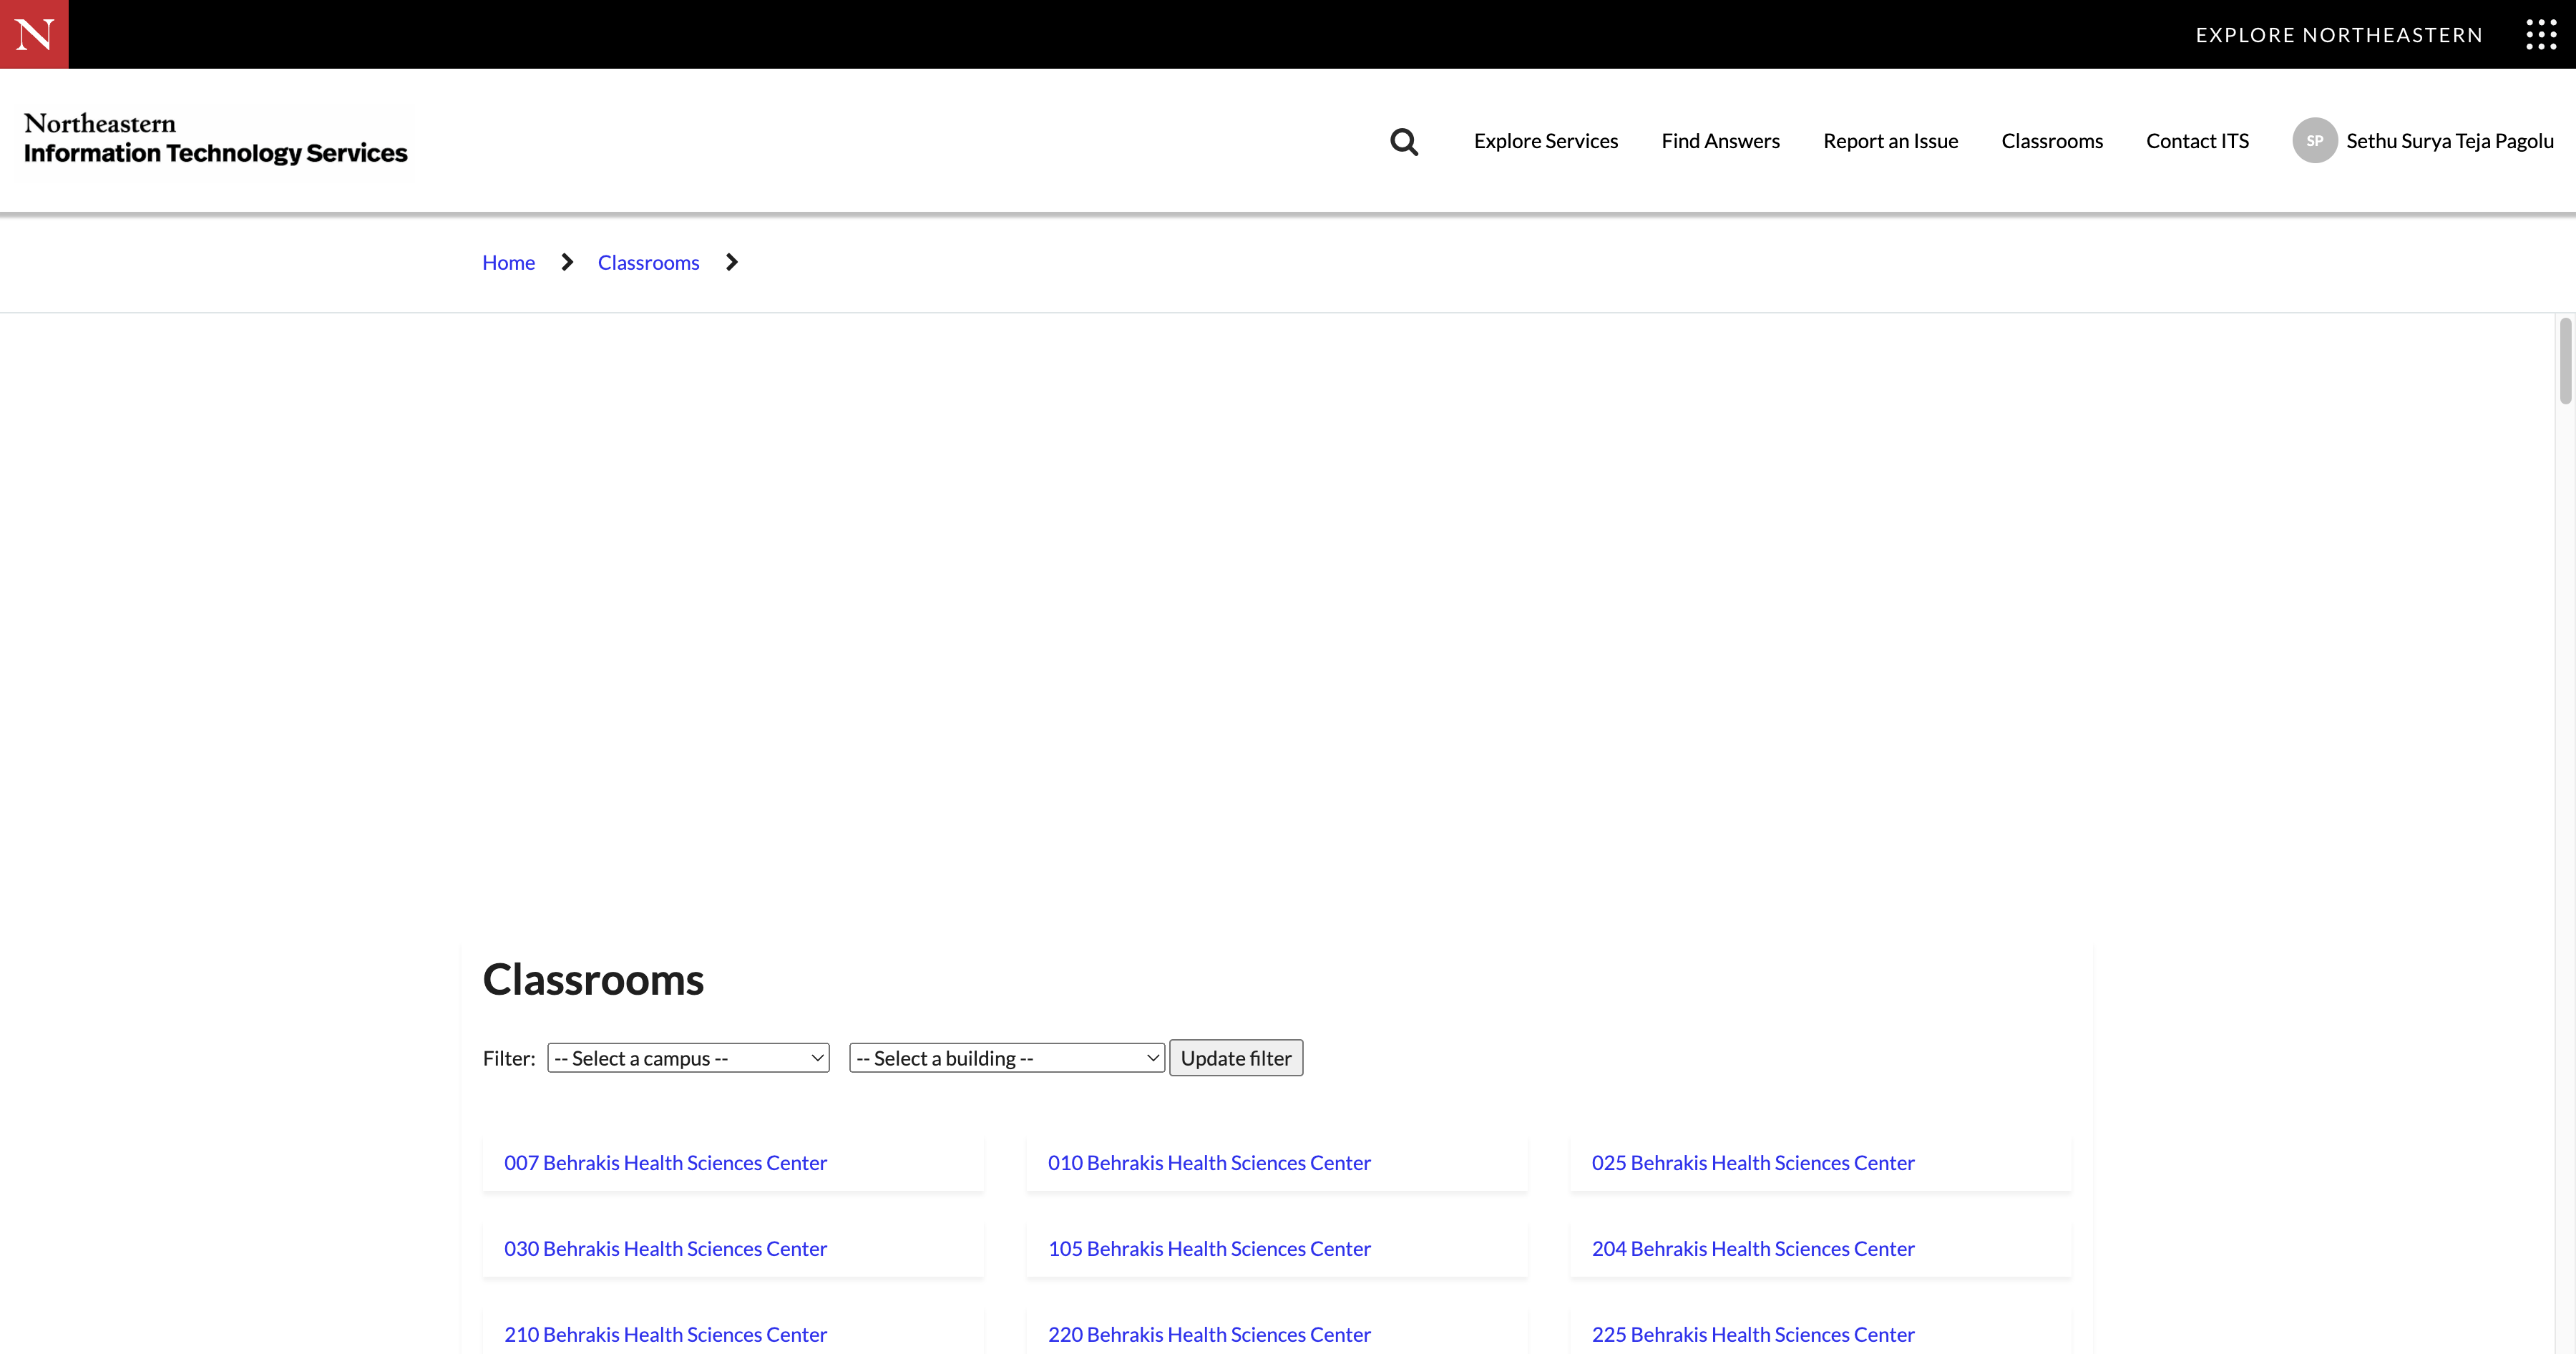 N
EXPLORE NORTHEASTERN
Northeastern
Information Technology Services
Explore Services
Find Answers
Report an Issue
Classrooms
Contact ITS
SP
Sethu Surya Teja Pagolu
Home
Classrooms
Classrooms
Filter:
-- Select a campus --
-- Select a building --
Update filter
007 Behrakis Health Sciences Center
010 Behrakis Health Sciences Center
025 Behrakis Health Sciences Center
030 Behrakis Health Sciences Center
105 Behrakis Health Sciences Center
204 Behrakis Health Sciences Center
210 Behrakis Health Sciences Center
220 Behrakis Health Sciences Center
225 Behrakis Health Sciences Center